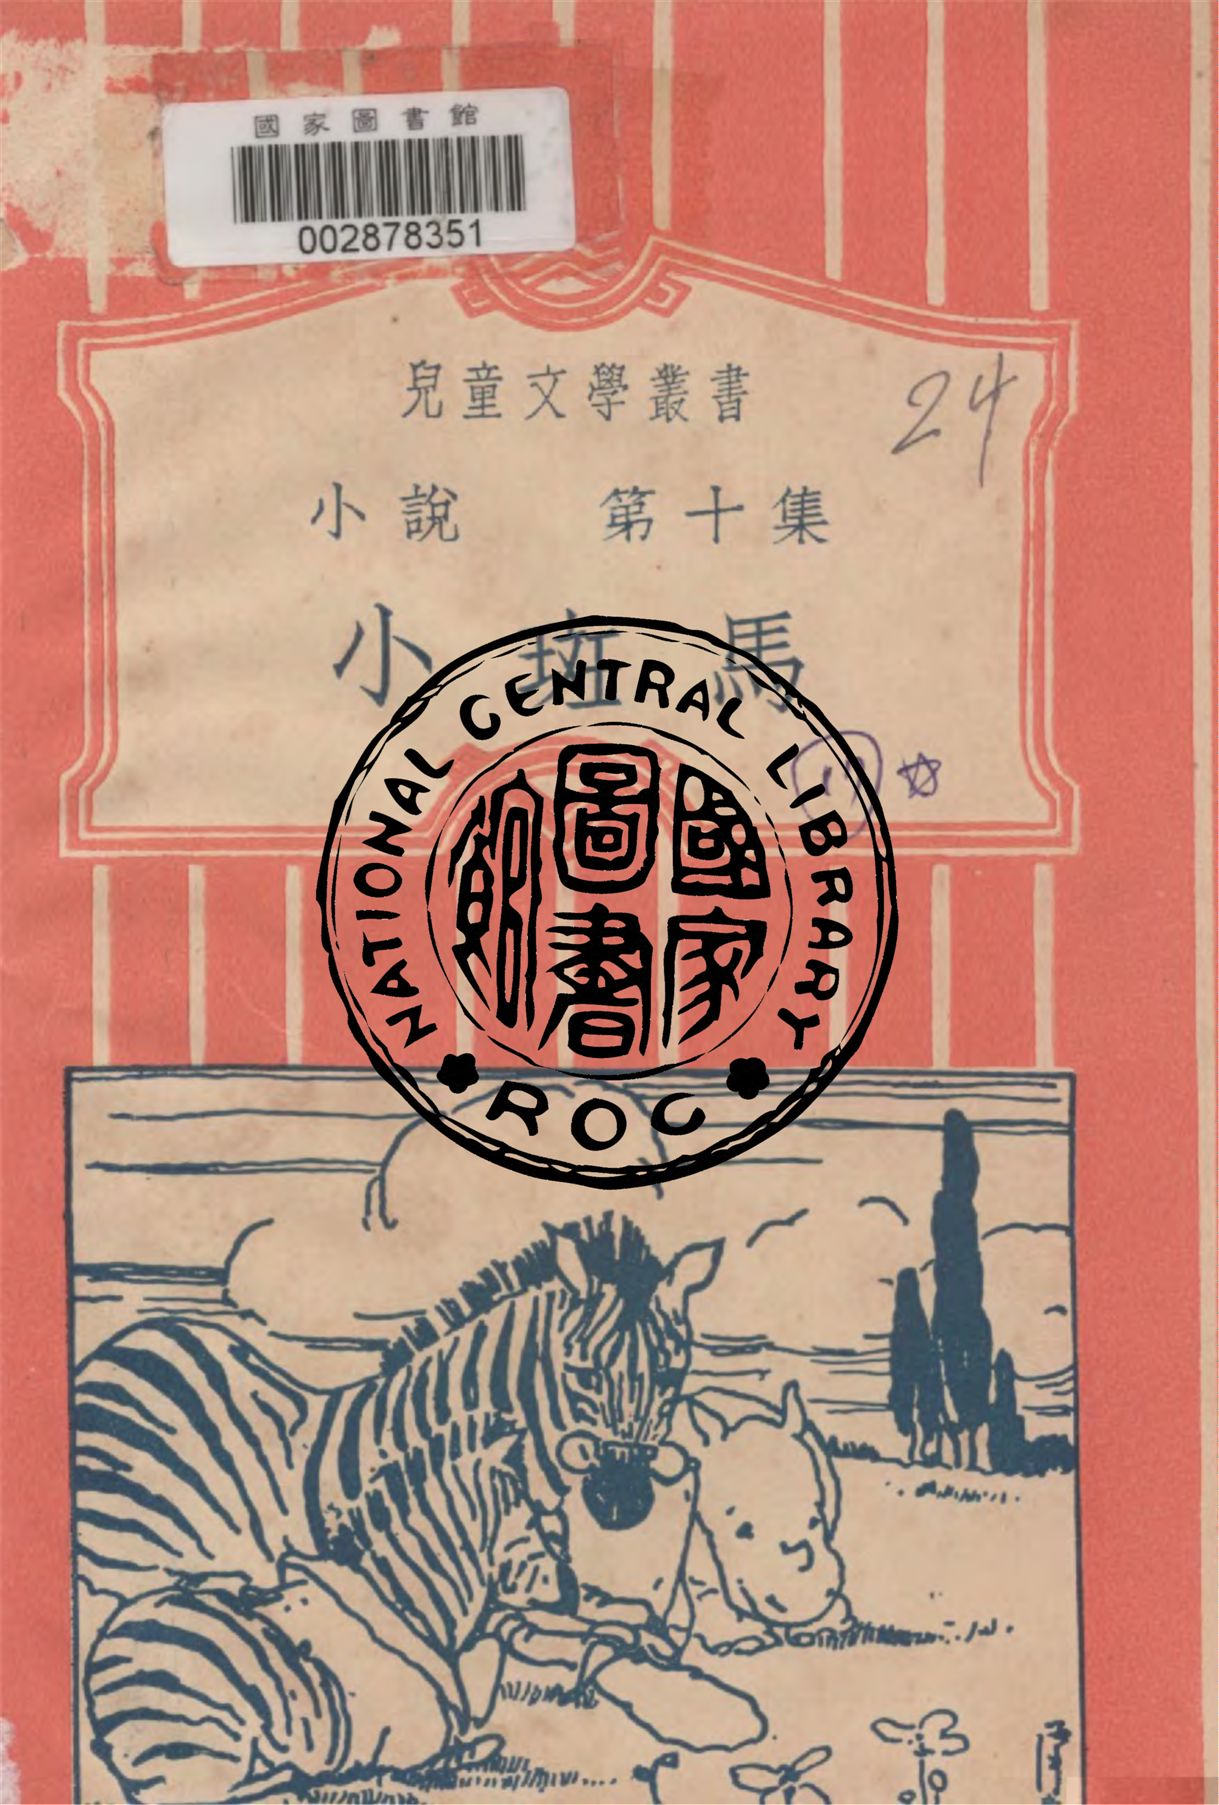 國家圖書館
002878351
兒童文學叢書
24
小說 第十集
小斑馬
NATIONAL CENTRAL LIBRARY
國家
圖書
館
ROC